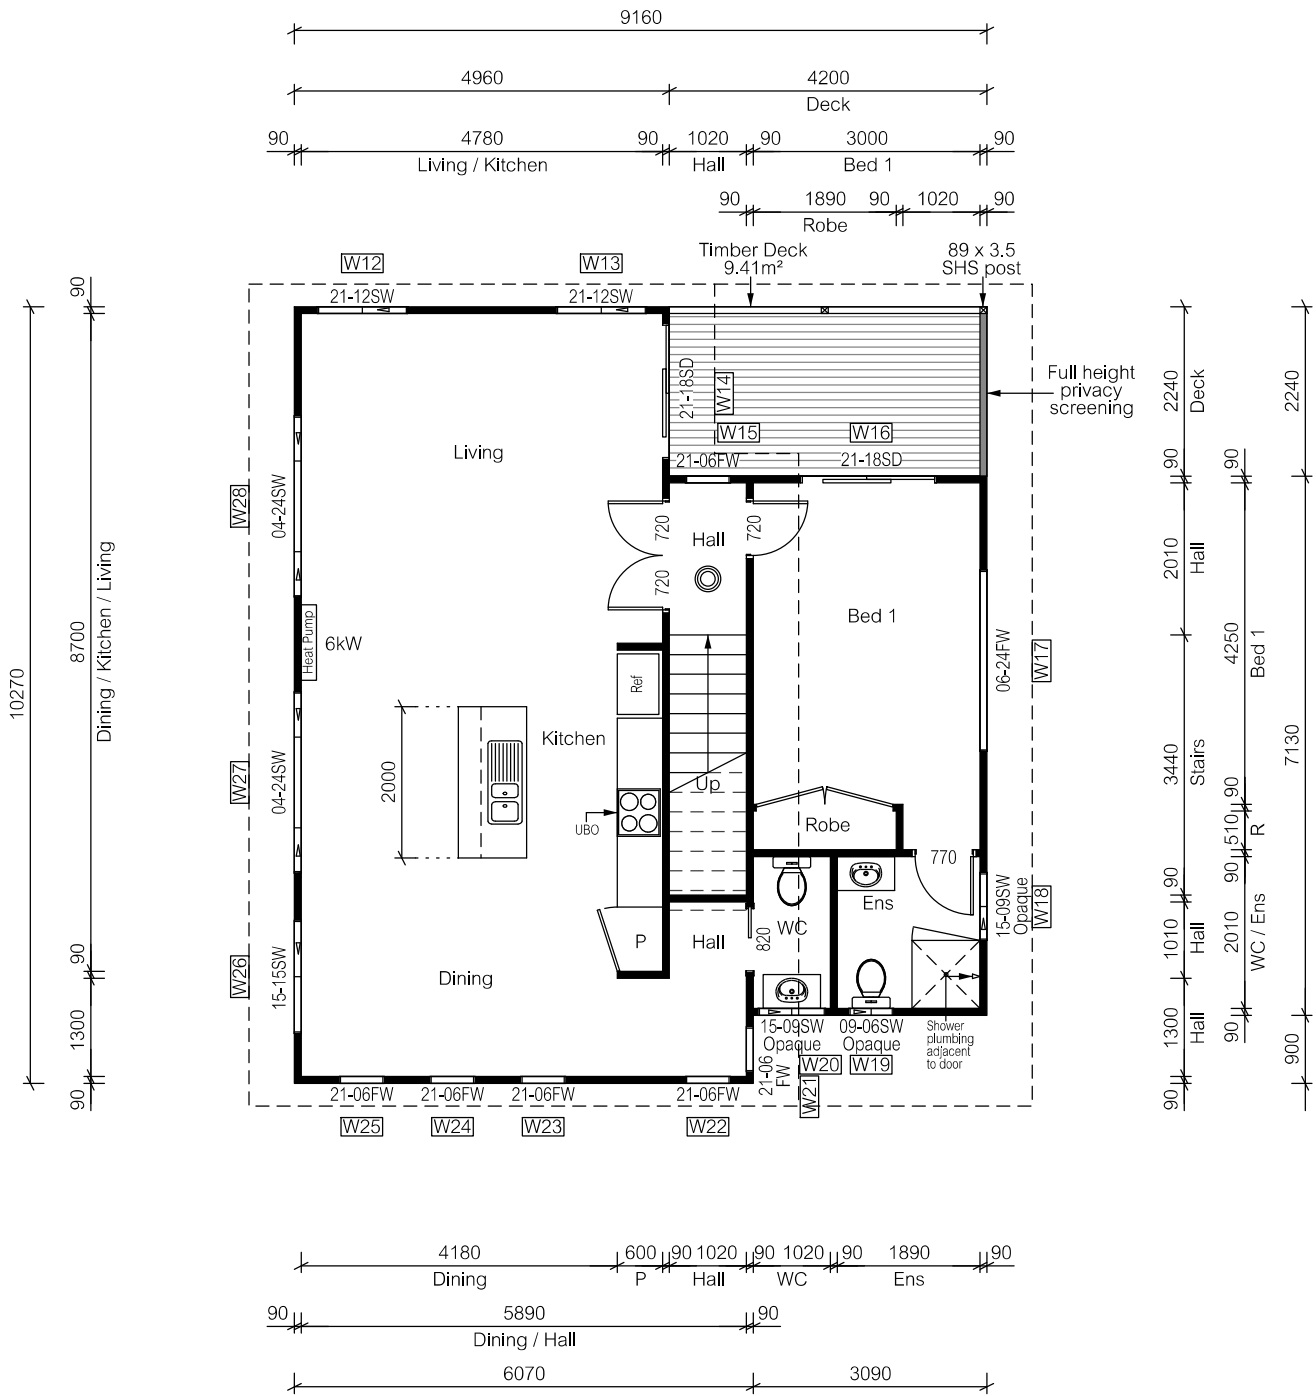 9160
4960 4200
Deck
90 4780 90 1020 90 3000 90
Living / Kitchen Hall Bed 1
90 1890 90 1020 90
Robe
Timber Deck
9.41m²
89 x 3.5
SHS post
W12 W13
21-12SW 21-12SW
Full height
privacy
screening
21-18SD
W14
W15 W16
21-06FW 21-18SD
Living
Hall
720 720
720
Bed 1
Heat Pump
6kW
Ref
Kitchen
2000
UBO
Up
Robe
770
Ens
WC
820
P
Hall
Dining
W28
04-24SW
W27
04-24SW
W26
15-15SW
06-24FW
W17
15-09SW
Opaque
W18
15-09SW
Opaque
W20
09-06SW
Opaque
W19
Shower
plumbing
adjacent
to door
21-06
FW
W21
21-06FW 21-06FW 21-06FW 21-06FW
W25 W24 W23 W22
10270
90
8700
Dining / Kitchen / Living
90
1300
90
2240
Deck
90
2010
Hall
3440
Stairs
90
1010
Hall
1300
Hall
90
90
4250
Bed 1
90
510
R
90
2010
WC / Ens
90
2240
7130
900
4180 600 90 1020 90 1020 90 1890 90
Dining P Hall WC Ens
90 5890 90
Dining / Hall
6070 3090